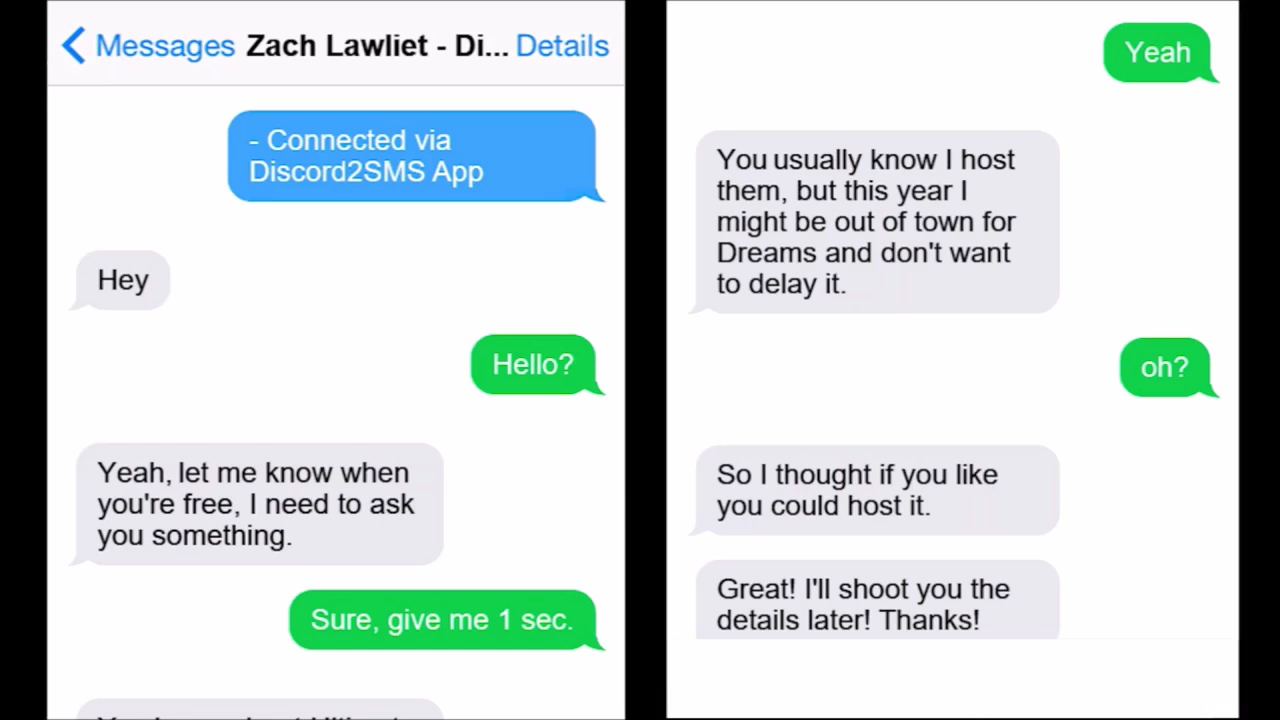 Messages Zach Lawliet - Di... Details
- Connected via
Discord2SMS App
Hey
Hello?
Yeah, let me know when
you're free, I need to ask
you something.
Sure, give me 1 sec.
Yeah
You usually know I host
them, but this year I
might be out of town for
Dreams and don't want
to delay it.
oh?
So I thought if you like
you could host it.
Great! I'll shoot you the
details later! Thanks!